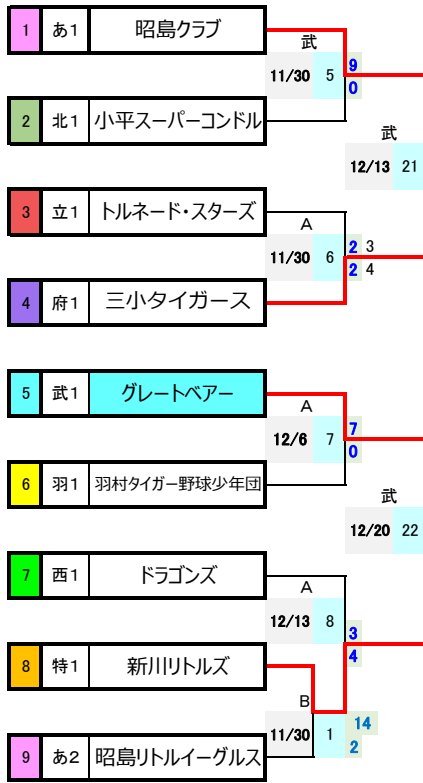 1 あ1 昭島クラブ
武
11/30 5 9
0
2 北1 小平スーパーコンドル
武
12/13 21
3 立1 トルネード・スターズ
A
11/30 6 2 3
2 4
4 府1 三小タイガース
5 武1 グレートベアー
A
12/6 7 7
0
6 羽1 羽村タイガー野球少年団
武
12/20 22
7 西1 ドラゴンズ
A
12/13 8 3
4
8 特1 新川リトルズ
B
11/30 1 14
2
9 あ2 昭島リトルイーグルス